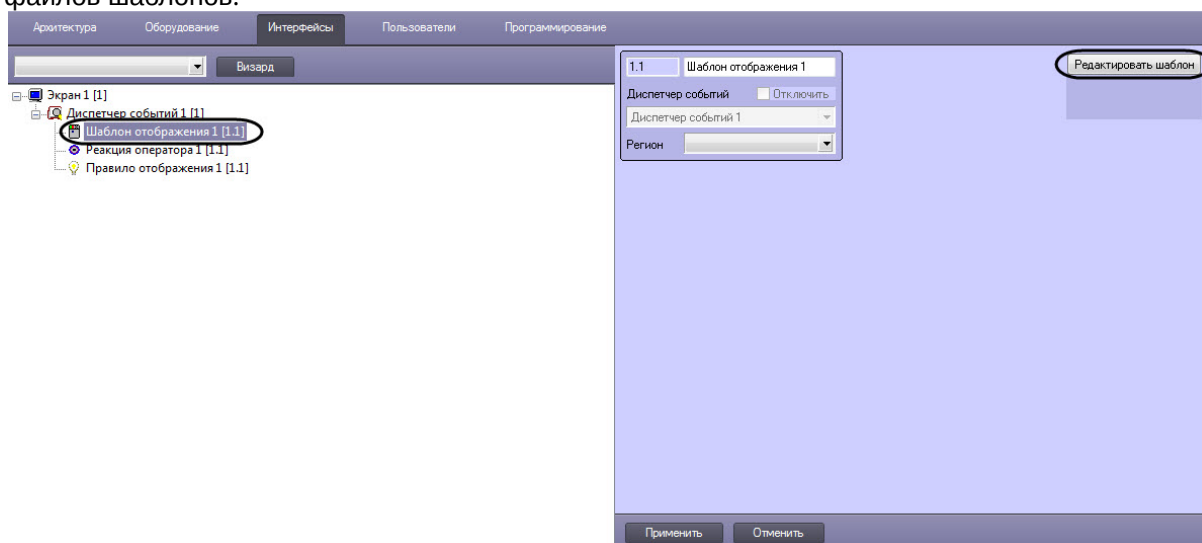 файлов шаблонов.
Архитектура Оборудование Интерфейсы Пользователи Программирование
Визард
Экран 1 [1]
Диспетчер событий 1 [1]
Шаблон отображения 1 [1.1]
Реакция оператора 1 [1.1]
Правило отображения 1 [1.1]
1.1 Шаблон отображения 1
Диспетчер событий Отключить
Диспетчер событий 1
Регион
Редактировать шаблон
Применить Отменить